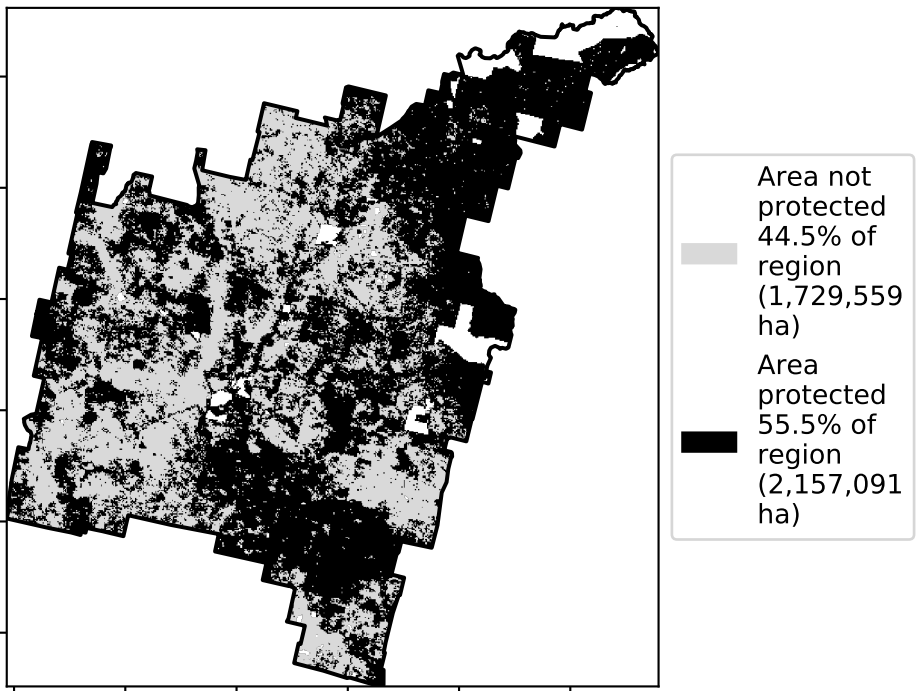 Area not
protected
44.5% of
region
(1,729,559
ha)
Area
protected
55.5% of
region
(2,157,091
ha)